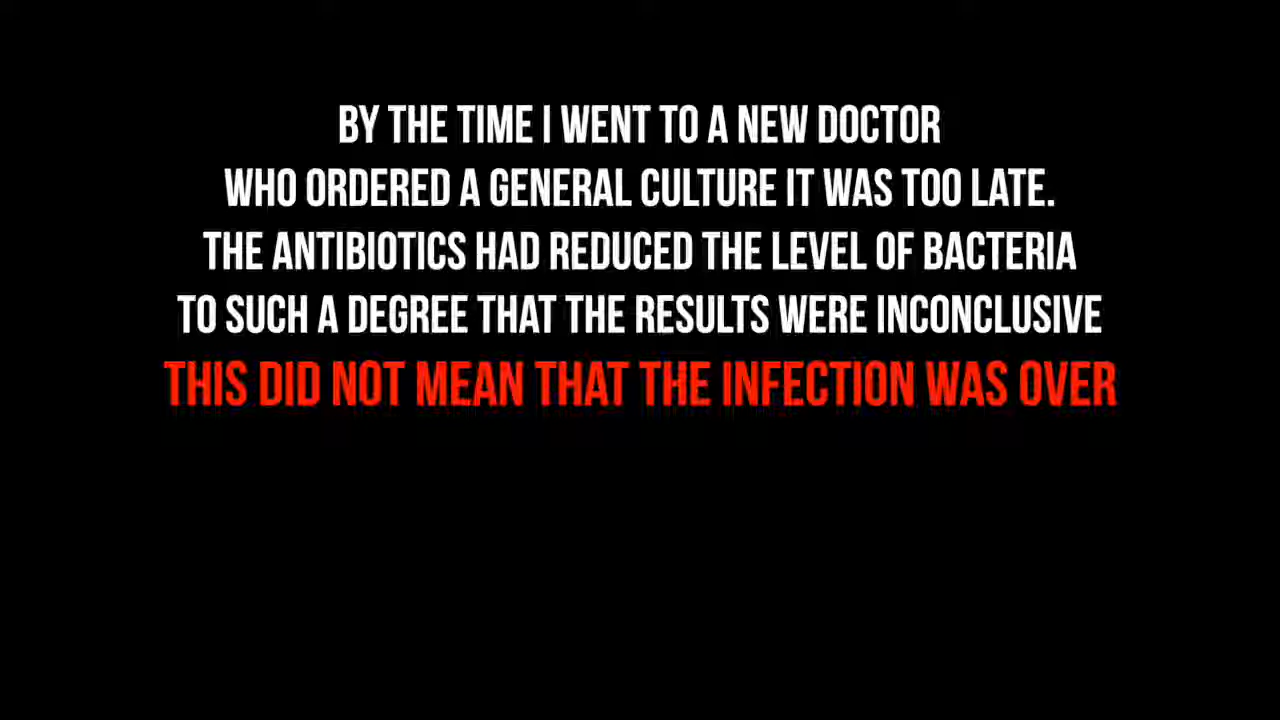 BY THE TIME I WENT TO A NEW DOCTOR
WHO ORDERED A GENERAL CULTURE IT WAS TOO LATE.
THE ANTIBIOTICS HAD REDUCED THE LEVEL OF BACTERIA
TO SUCH A DEGREE THAT THE RESULTS WERE INCONCLUSIVE
THIS DID NOT MEAN THAT THE INFECTION WAS OVER